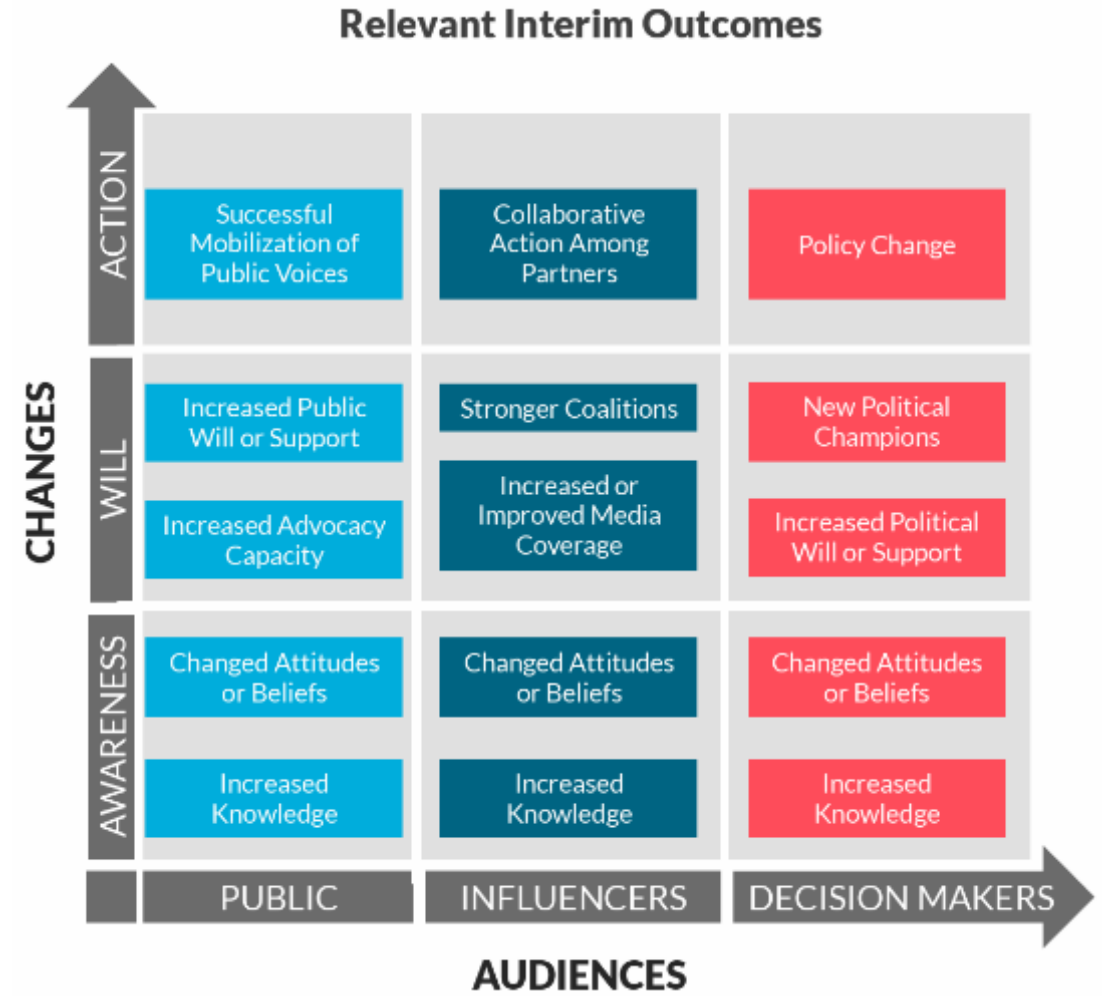 Relevant Interim Outcomes
CHANGES
ACTION
Successful
Mobilization of
Public Voices
Collaborative
Action Among
Partners
Policy Change
WILL
Increased Public
Will or Support
Increased Advocacy
Capacity
Stronger Coalitions
Increased or
Improved Media
Coverage
New Political
Champions
Increased Political
Will or Support
AWARENESS
Changed Attitudes
or Beliefs
Increased
Knowledge
Changed Attitudes
or Beliefs
Increased
Knowledge
Changed Attitudes
or Beliefs
Increased
Knowledge
PUBLIC
INFLUENCERS
DECISION MAKERS
AUDIENCES